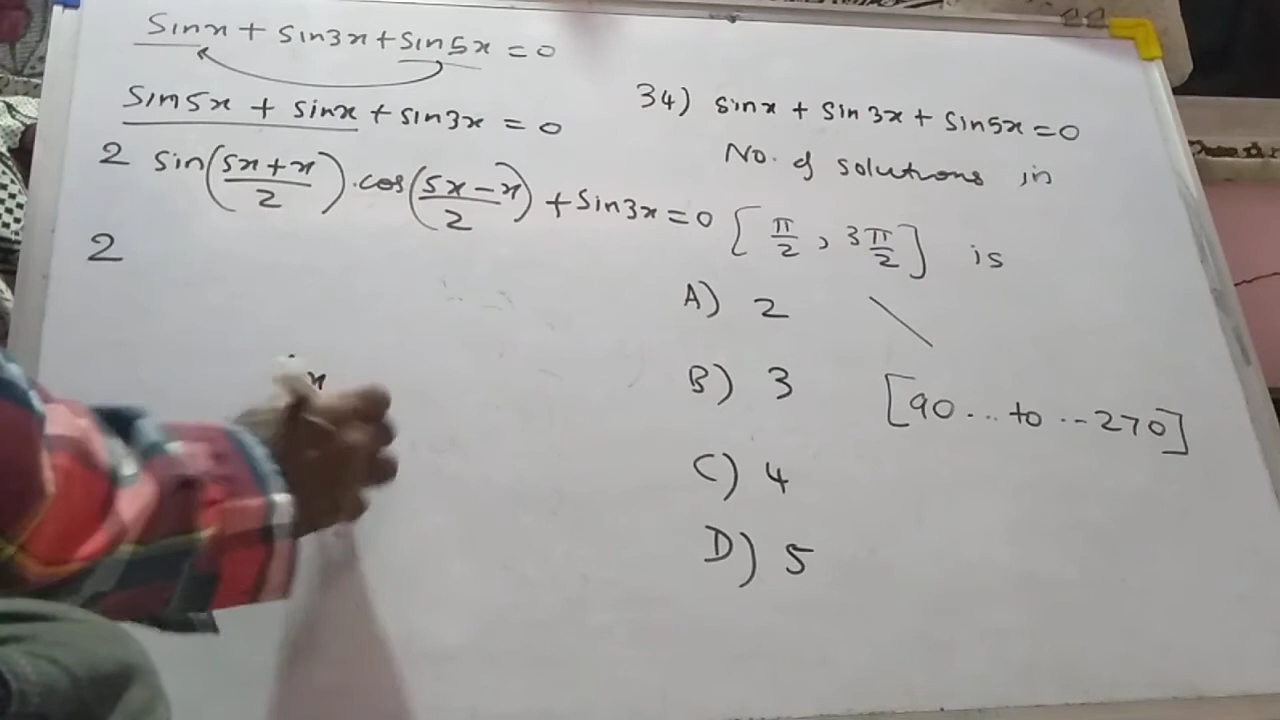 sinx + sin3x + sin5x = 0
sin5x + sinx + sin3x = 0
2 sin((5x+x)/2) . cos((5x-x)/2) + sin3x = 0
2
x
34) sinx + sin3x + sin5x = 0
No. of solutions in
[π/2, 3π/2] is
A) 2
B) 3
[90... to ..270]
C) 4
D) 5